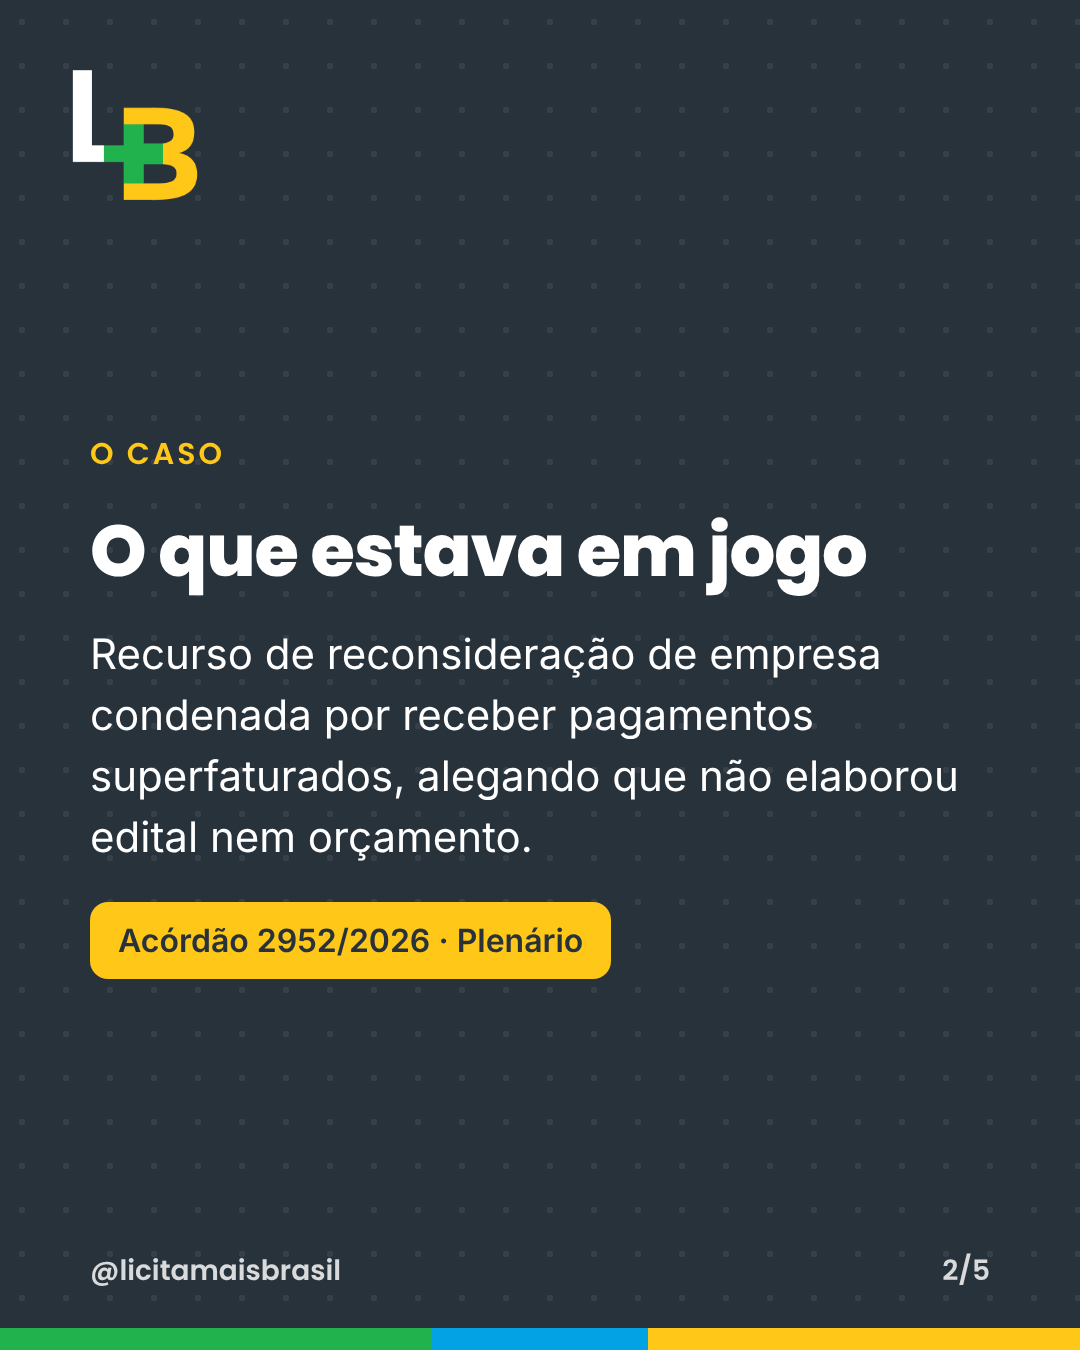 L+B
O CASO
O que estava em jogo
Recurso de reconsideração de empresa
condenada por receber pagamentos
superfaturados, alegando que não elaborou
edital nem orçamento.
Acórdão 2952/2026 · Plenário
@licitamaisbrasil
2/5